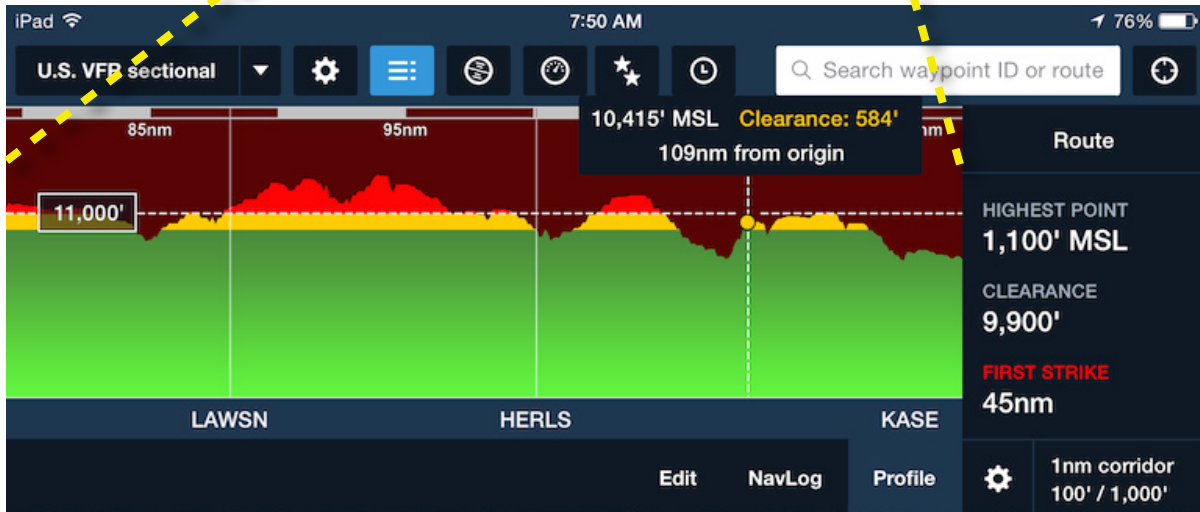 iPad 7:50 AM 76%
U.S. VFR sectional Search waypoint ID or route
85nm 95nm nm
10,415' MSL Clearance: 584'
109nm from origin
Route
11,000'
HIGHEST POINT
1,100' MSL
CLEARANCE
9,900'
FIRST STRIKE
45nm
LAWSN HERLS KASE
Edit NavLog Profile
1nm corridor
100' / 1,000'